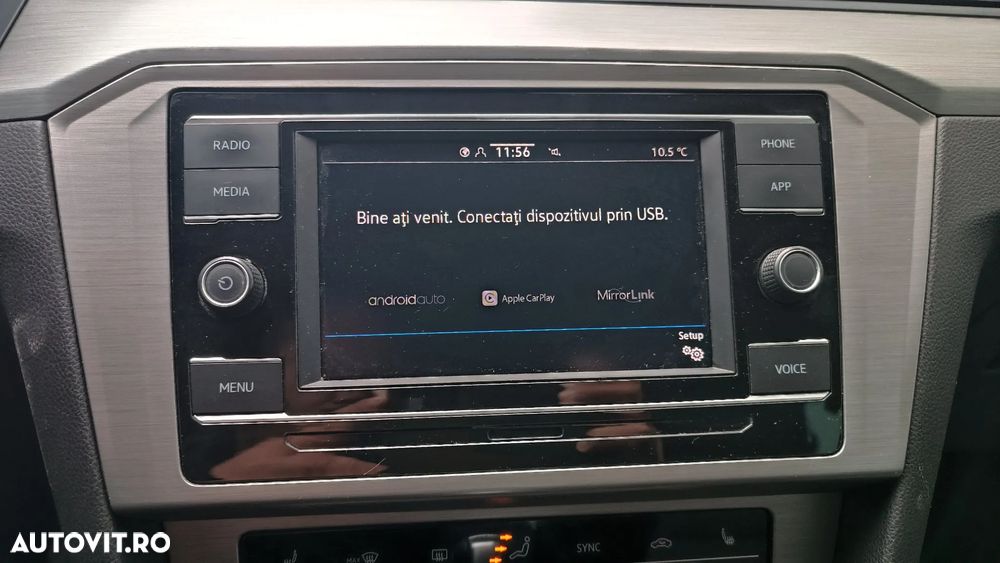 RADIO
MEDIA
MENU
11:56
10.5 °C
Bine ați venit. Conectați dispozitivul prin USB.
androidauto
Apple CarPlay
MirrorLink
Setup
PHONE
APP
VOICE
MAX
SYNC
AUTOVIT.RO